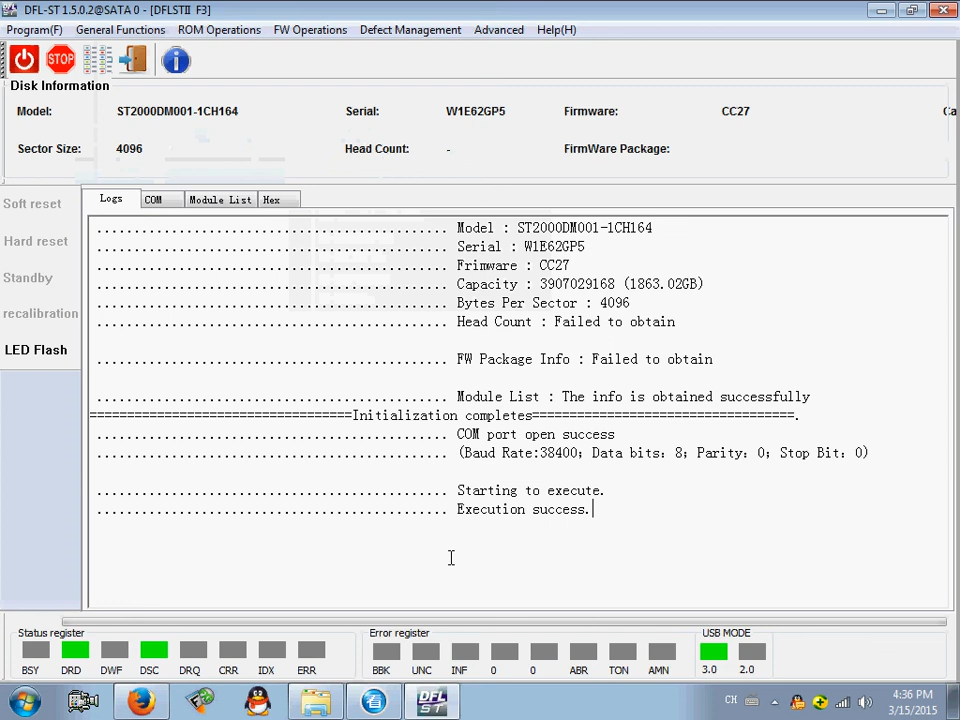 DFL-ST 1.5.0.2@SATA 0 - [DFLSTII F3]
Program(F) General Functions ROM Operations FW Operations Defect Management Advanced Help(H)
STOP
Disk Information
Model: ST2000DM001-1CH164 Serial: W1E62GP5 Firmware: CC27 Ca
Sector Size: 4096 Head Count: - FirmWare Package:
Soft reset
Hard reset
Standby
recalibration
LED Flash
Logs COM Module List Hex
............................................... Model : ST2000DM001-1CH164
............................................... Serial : W1E62GP5
............................................... Frimware : CC27
............................................... Capacity : 3907029168 (1863.02GB)
............................................... Bytes Per Sector : 4096
............................................... Head Count : Failed to obtain
............................................... FW Package Info : Failed to obtain
............................................... Module List : The info is obtained successfully
===================================Initialization completes===================================.
............................................... COM port open success
............................................... (Baud Rate:38400; Data bits: 8; Parity: 0; Stop Bit: 0)
............................................... Starting to execute.
............................................... Execution success.
Status register Error register USB MODE
BSY DRD DWF DSC DRQ CRR IDX ERR BBK UNC INF 0 0 ABR TON AMN 3.0 2.0
看 DFL ST CH 4:36 PM
3/15/2015